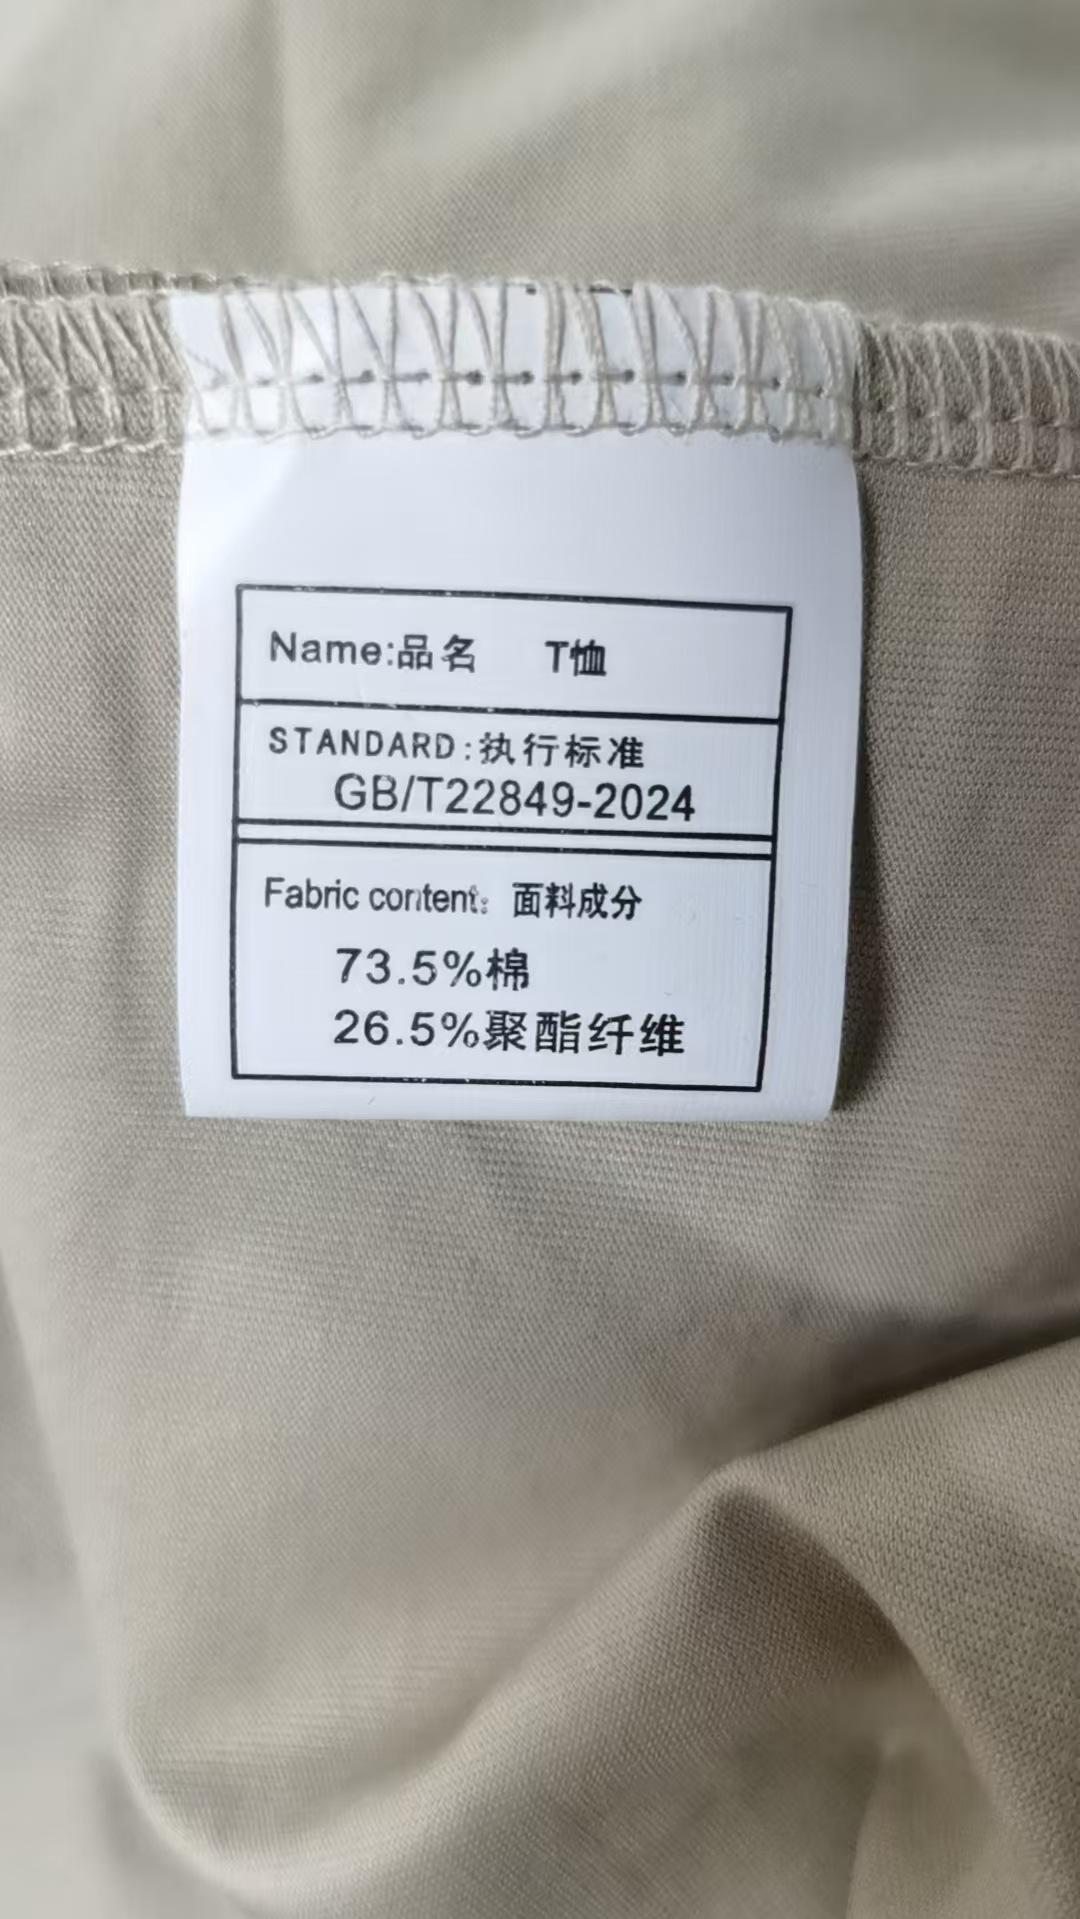 Name:品名 T恤
STANDARD:执行标准
GB/T22849-2024
Fabric content: 面料成分
73.5%棉
26.5%聚酯纤维